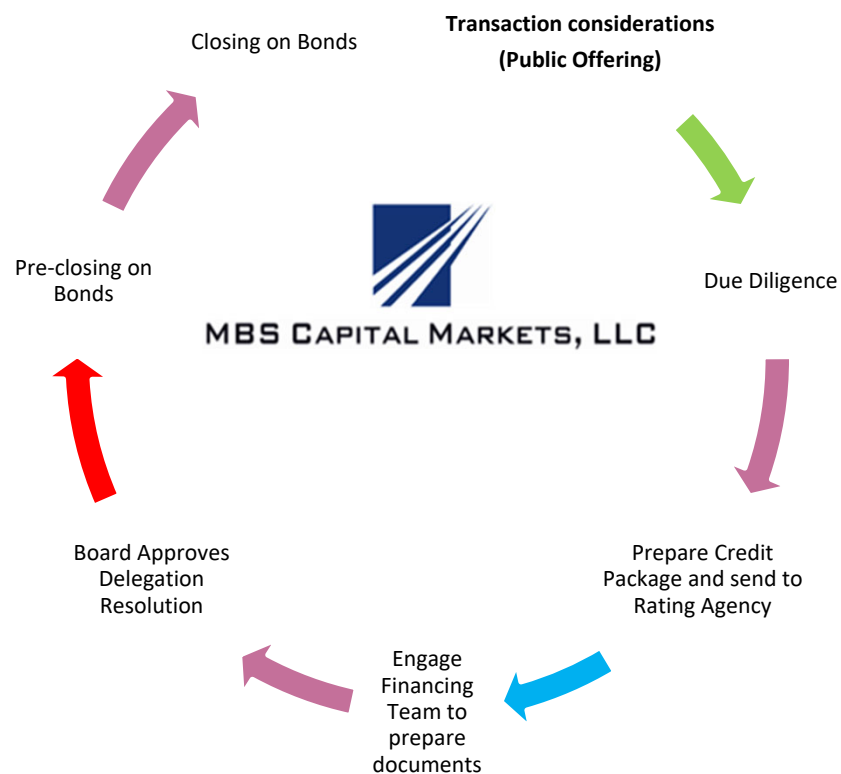 Transaction considerations
(Public Offering)
Due Diligence
Prepare Credit
Package and send to
Rating Agency
Engage
Financing
Team to
prepare
documents
Board Approves
Delegation
Resolution
Pre-closing on
Bonds
Closing on Bonds
MBS CAPITAL MARKETS, LLC